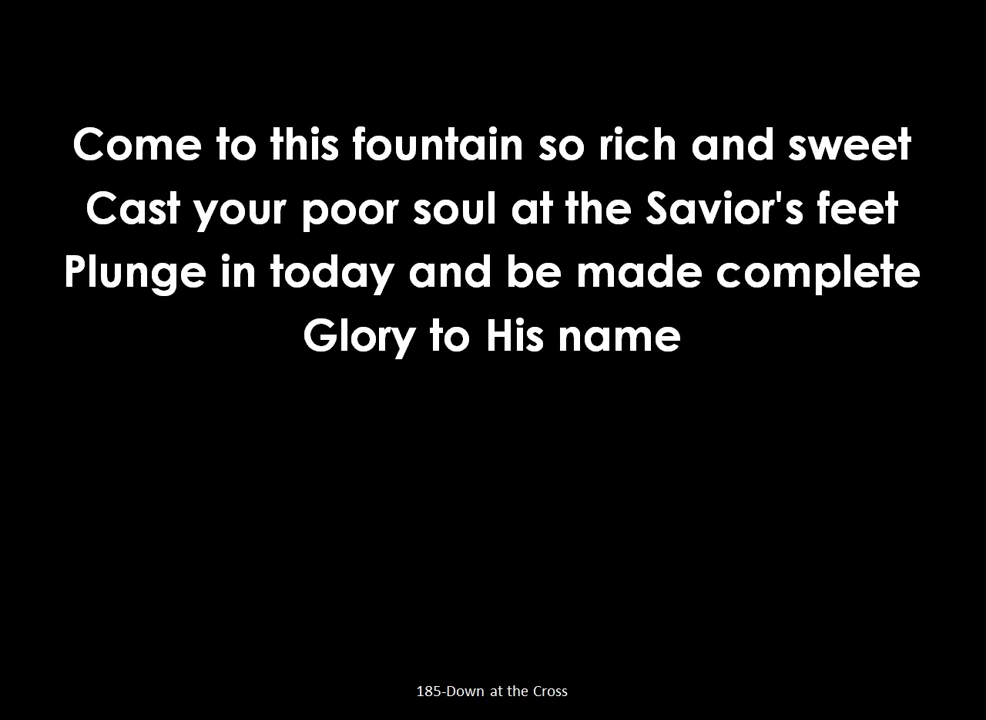 Come to this fountain so rich and sweet
Cast your poor soul at the Savior's feet
Plunge in today and be made complete
Glory to His name
185-Down at the Cross